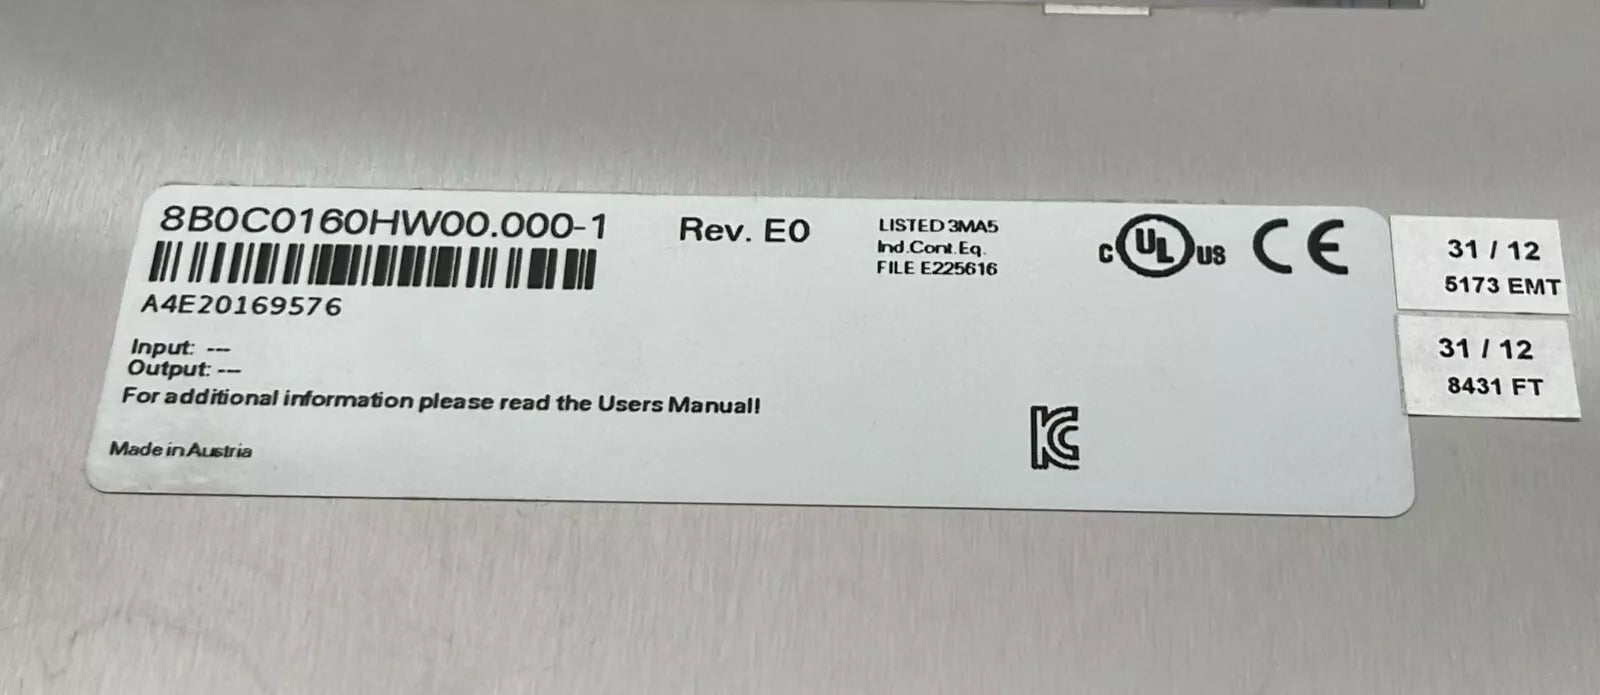 8B0C0160HW00.000-1
Rev. E0
LISTED 3MA5
Ind.Cont.Eq.
FILE E225616
C UL US
CE
31 / 12
5173 EMT
A4E20169576
31 / 12
8431 FT
Input: ---
Output: ---
For additional information please read the Users Manual!
KC
Made in Austria